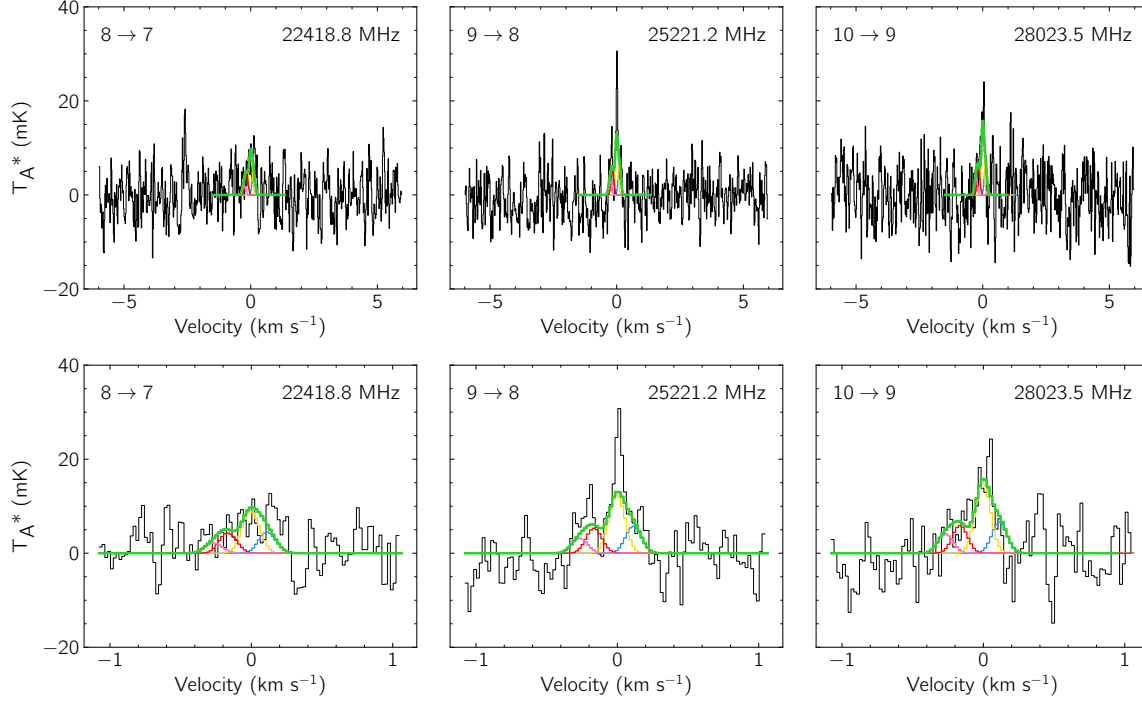 40
8 → 7 22418.8 MHz
9 → 8 25221.2 MHz
10 → 9 28023.5 MHz
20
T_A* (mK)
0
−20
−5 0 5
−5 0 5
−5 0 5
Velocity (km s⁻¹)
Velocity (km s⁻¹)
Velocity (km s⁻¹)
40
8 → 7 22418.8 MHz
9 → 8 25221.2 MHz
10 → 9 28023.5 MHz
20
T_A* (mK)
0
−20
−1 0 1
−1 0 1
−1 0 1
Velocity (km s⁻¹)
Velocity (km s⁻¹)
Velocity (km s⁻¹)